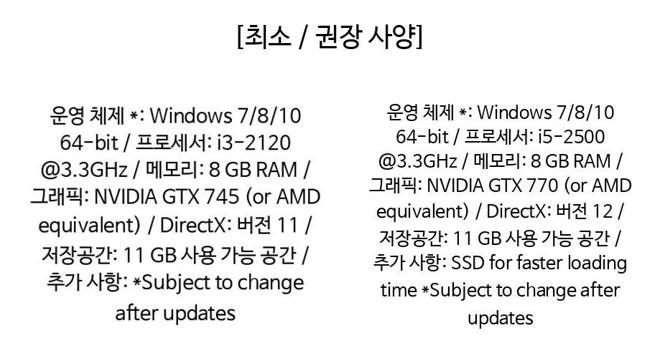 [최소 / 권장 사양]
운영 체제 *: Windows 7/8/10
64-bit / 프로세서: i3-2120
@3.3GHz / 메모리: 8 GB RAM /
그래픽: NVIDIA GTX 745 (or AMD
equivalent) / DirectX: 버전 11 /
저장공간: 11 GB 사용 가능 공간 /
추가 사항: *Subject to change
after updates
운영 체제 *: Windows 7/8/10
64-bit / 프로세서: i5-2500
@3.3GHz / 메모리: 8 GB RAM /
그래픽: NVIDIA GTX 770 (or AMD
equivalent) / DirectX: 버전 12 /
저장공간: 11 GB 사용 가능 공간 /
추가 사항: SSD for faster loading
time *Subject to change after
updates